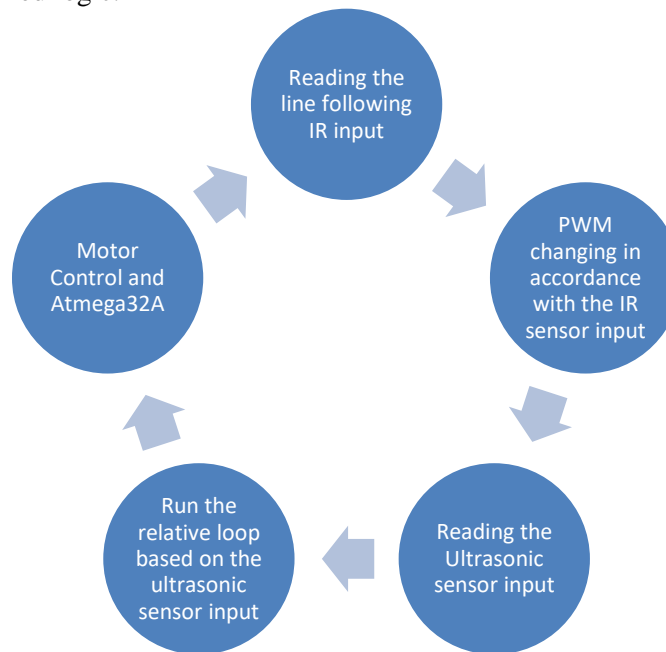 Reading the
line following
IR input
PWM
changing in
accordance
with the IR
sensor input
Reading the
Ultrasonic
sensor input
Run the
relative loop
based on the
ultrasonic
sensor input
Motor
Control and
Atmega32A